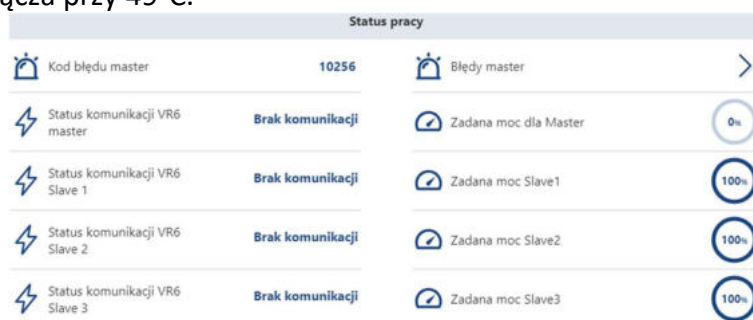 przy 45°C.
Status pracy
Kod błędu master 10256 Błędy master
Status komunikacji VR6 master Brak komunikacji Zadana moc dla Master 0%
Status komunikacji VR6 Slave 1 Brak komunikacji Zadana moc Slave1 100%
Status komunikacji VR6 Slave 2 Brak komunikacji Zadana moc Slave2 100%
Status komunikacji VR6 Slave 3 Brak komunikacji Zadana moc Slave3 100%